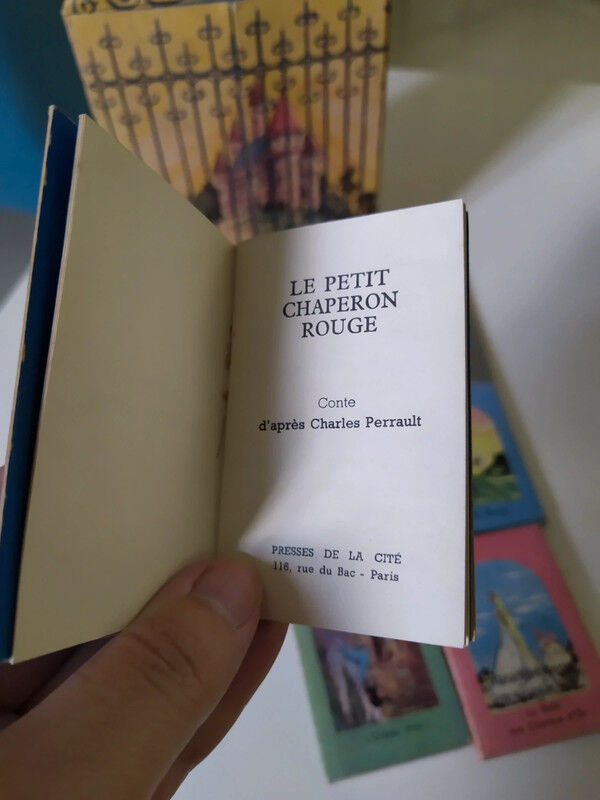 LE PETIT
CHAPERON
ROUGE
Conte
d'après Charles Perrault
PRESSES DE LA CITÉ
116, rue du Bac - Paris